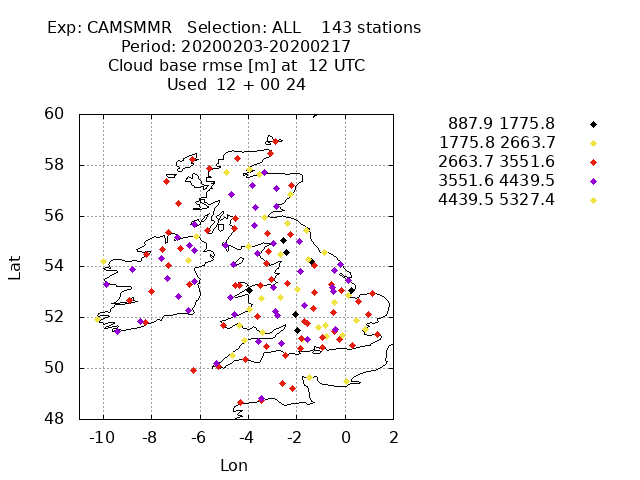 Exp: CAMSMMR   Selection: ALL    143 stations
Period: 20200203-20200217
Cloud base rmse [m] at  12 UTC
Used  12 + 00 24
887.9 1775.8
1775.8 2663.7
2663.7 3551.6
3551.6 4439.5
4439.5 5327.4
60
58
56
54
52
50
48
Lat
-10 -8 -6 -4 -2 0 2
Lon